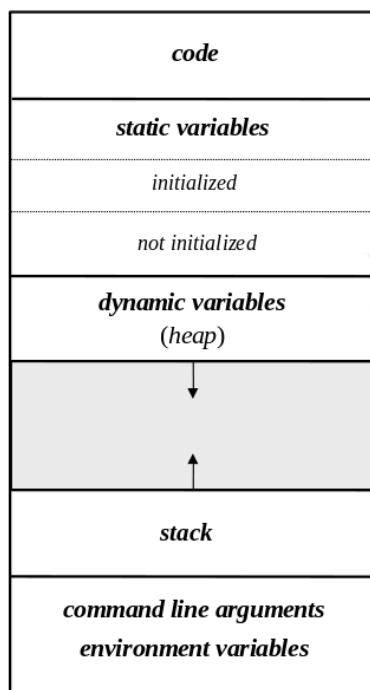 code
static variables
initialized
not initialized
dynamic variables
(heap)
stack
command line arguments
environment variables